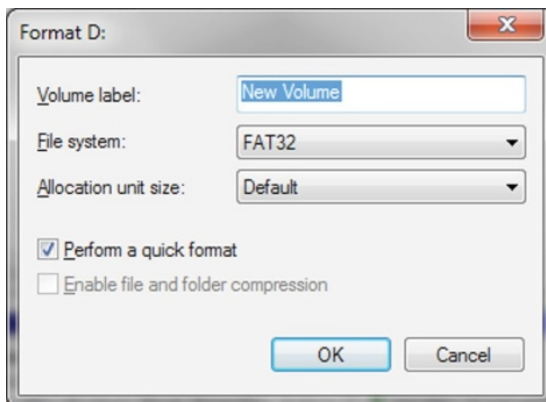 Format D:
Volume label: New Volume
File system: FAT32
Allocation unit size: Default
Perform a quick format
Enable file and folder compression
OK Cancel